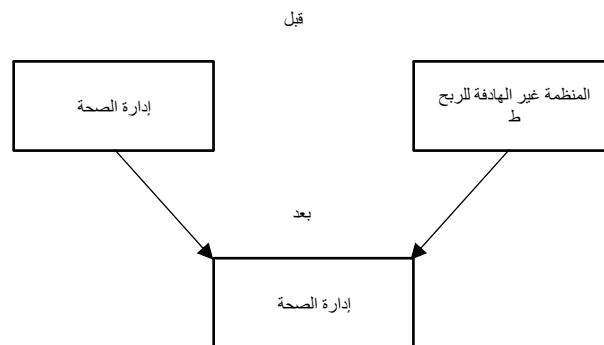 قبل
المنظمة غير الهادفة للربح
ط
إدارة الصحة
بعد
إدارة الصحة